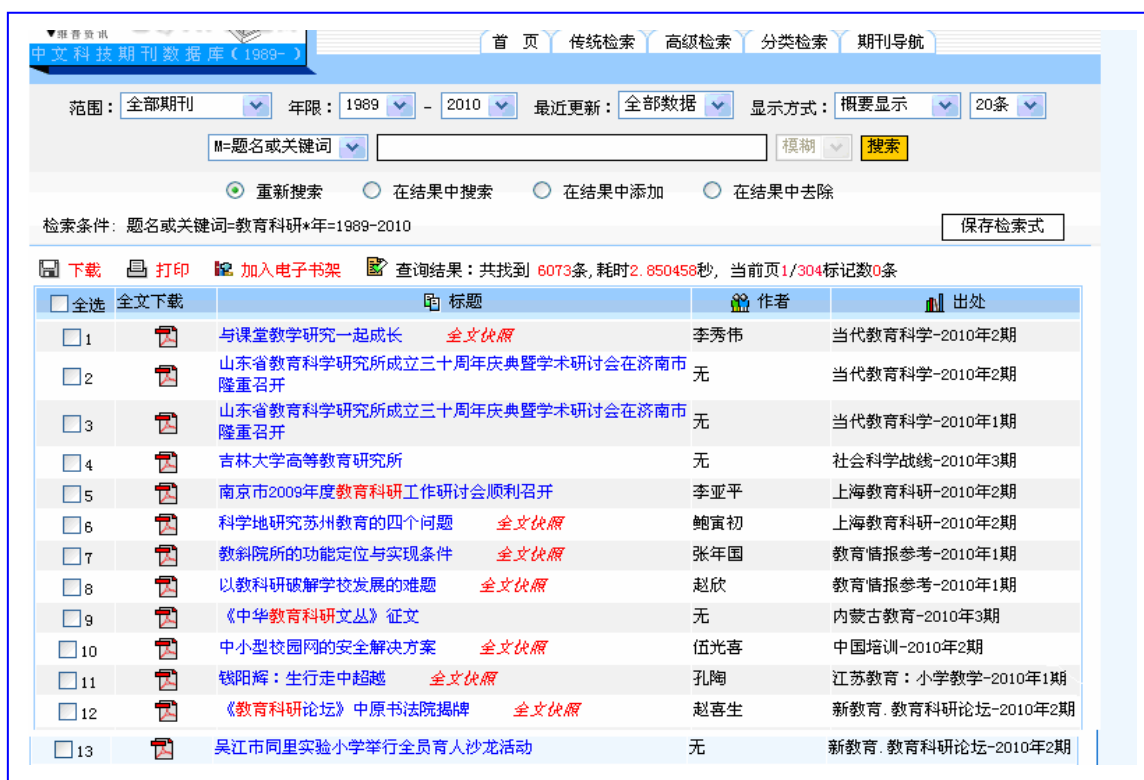 ▼维普资讯
中文科技期刊数据库(1989- )
首 页 传统检索 高级检索 分类检索 期刊导航
范围: 全部期刊 年限: 1989 - 2010 最近更新: 全部数据 显示方式: 概要显示 20条
M=题名或关键词 模糊 搜索
重新搜索 在结果中搜索 在结果中添加 在结果中去除
检索条件: 题名或关键词=教育科研*年=1989-2010 保存检索式
下载 打印 加入电子书架 查询结果:共找到 6073条,耗时2.850458秒, 当前页1/304标记数0条
全选 全文下载 标题 作者 出处
1 与课堂教学研究一起成长 全文快照 李秀伟 当代教育科学-2010年2期
2 山东省教育科学研究所成立三十周年庆典暨学术研讨会在济南市
隆重召开 无 当代教育科学-2010年2期
3 山东省教育科学研究所成立三十周年庆典暨学术研讨会在济南市
隆重召开 无 当代教育科学-2010年1期
4 吉林大学高等教育研究所 无 社会科学战线-2010年3期
5 南京市2009年度教育科研工作研讨会顺利召开 李亚平 上海教育科研-2010年2期
6 科学地研究苏州教育的四个问题 全文快照 鲍寅初 上海教育科研-2010年2期
7 教斜院所的功能定位与实现条件 全文快照 张年国 教育情报参考-2010年1期
8 以教科研破解学校发展的难题 全文快照 赵欣 教育情报参考-2010年1期
9 《中华教育科研文丛》征文 无 内蒙古教育-2010年3期
10 中小型校园网的安全解决方案 全文快照 伍光喜 中国培训-2010年2期
11 钱阳辉:生行走中超越 全文快照 孔陶 江苏教育:小学教学-2010年1期
12 《教育科研论坛》中原书法院揭牌 全文快照 赵喜生 新教育.教育科研论坛-2010年2期
13 吴江市同里实验小学举行全员育人沙龙活动 无 新教育.教育科研论坛-2010年2期